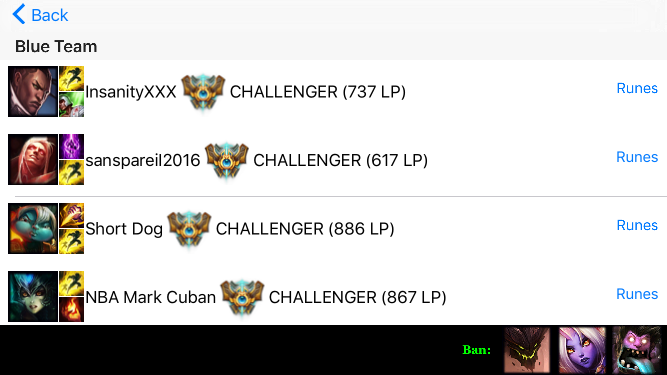 Back
Blue Team
InsanityXXX CHALLENGER (737 LP) Runes
sanspareil2016 CHALLENGER (617 LP) Runes
Short Dog CHALLENGER (886 LP) Runes
NBA Mark Cuban CHALLENGER (867 LP) Runes
Ban: